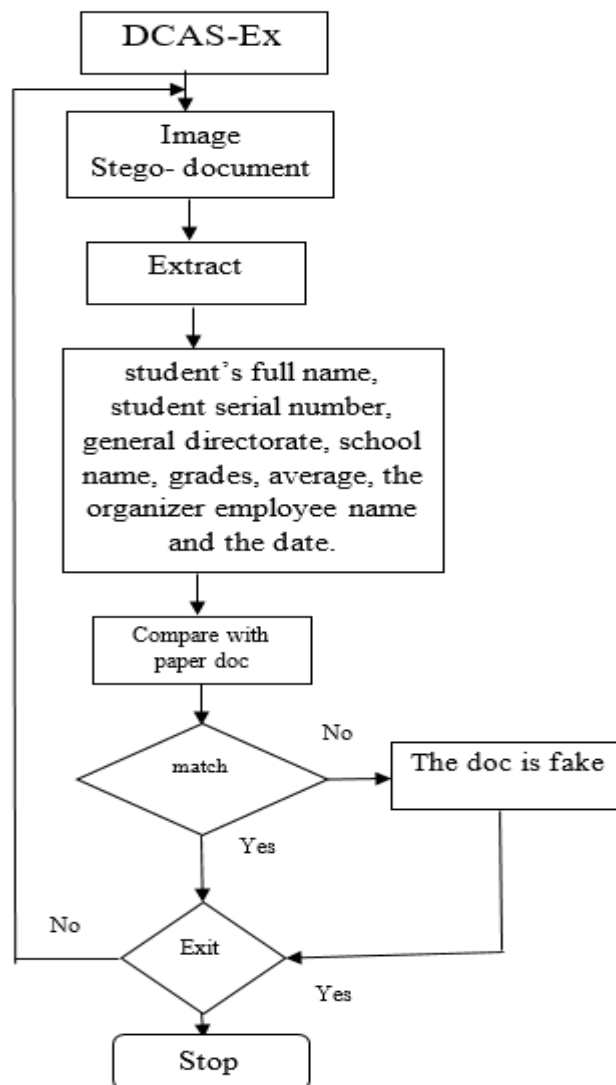 DCAS-Ex
Image
Stego- document
Extract
student’s full name,
student serial number,
general directorate, school
name, grades, average, the
organizer employee name
and the date.
Compare with
paper doc
match
No
The doc is fake
Yes
No
Exit
Yes
Stop